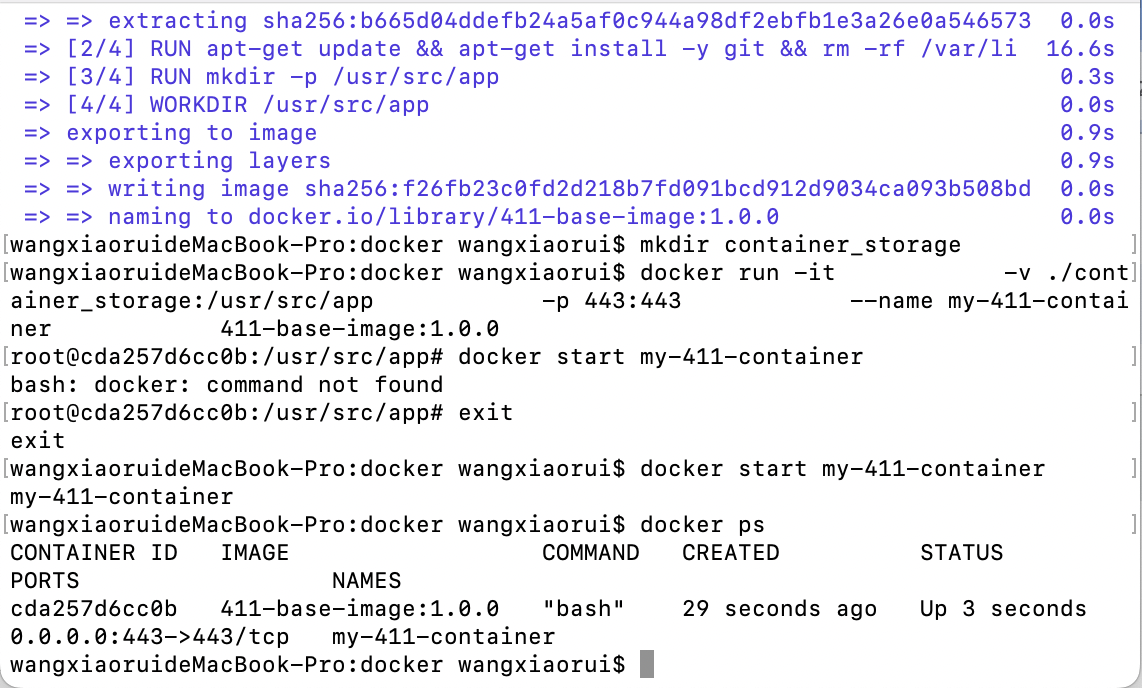 => => extracting sha256:b665d04ddefb24a5af0c944a98df2ebfb1e3a26e0a546573 0.0s
=> [2/4] RUN apt-get update && apt-get install -y git && rm -rf /var/li 16.6s
=> [3/4] RUN mkdir -p /usr/src/app 0.3s
=> [4/4] WORKDIR /usr/src/app 0.0s
=> exporting to image 0.9s
=> => exporting layers 0.9s
=> => writing image sha256:f26fb23c0fd2d218b7fd091bcd912d9034ca093b508bd 0.0s
=> => naming to docker.io/library/411-base-image:1.0.0 0.0s
[wangxiaoruideMacBook-Pro:docker wangxiaorui$ mkdir container_storage ]
[wangxiaoruideMacBook-Pro:docker wangxiaorui$ docker run -it -v ./cont]
ainer_storage:/usr/src/app -p 443:443 --name my-411-contai
ner 411-base-image:1.0.0
[root@cda257d6cc0b:/usr/src/app# docker start my-411-container ]
bash: docker: command not found
[root@cda257d6cc0b:/usr/src/app# exit ]
exit
[wangxiaoruideMacBook-Pro:docker wangxiaorui$ docker start my-411-container ]
my-411-container
[wangxiaoruideMacBook-Pro:docker wangxiaorui$ docker ps ]
CONTAINER ID IMAGE COMMAND CREATED STATUS
PORTS NAMES
cda257d6cc0b 411-base-image:1.0.0 "bash" 29 seconds ago Up 3 seconds
0.0.0.0:443->443/tcp my-411-container
wangxiaoruideMacBook-Pro:docker wangxiaorui$